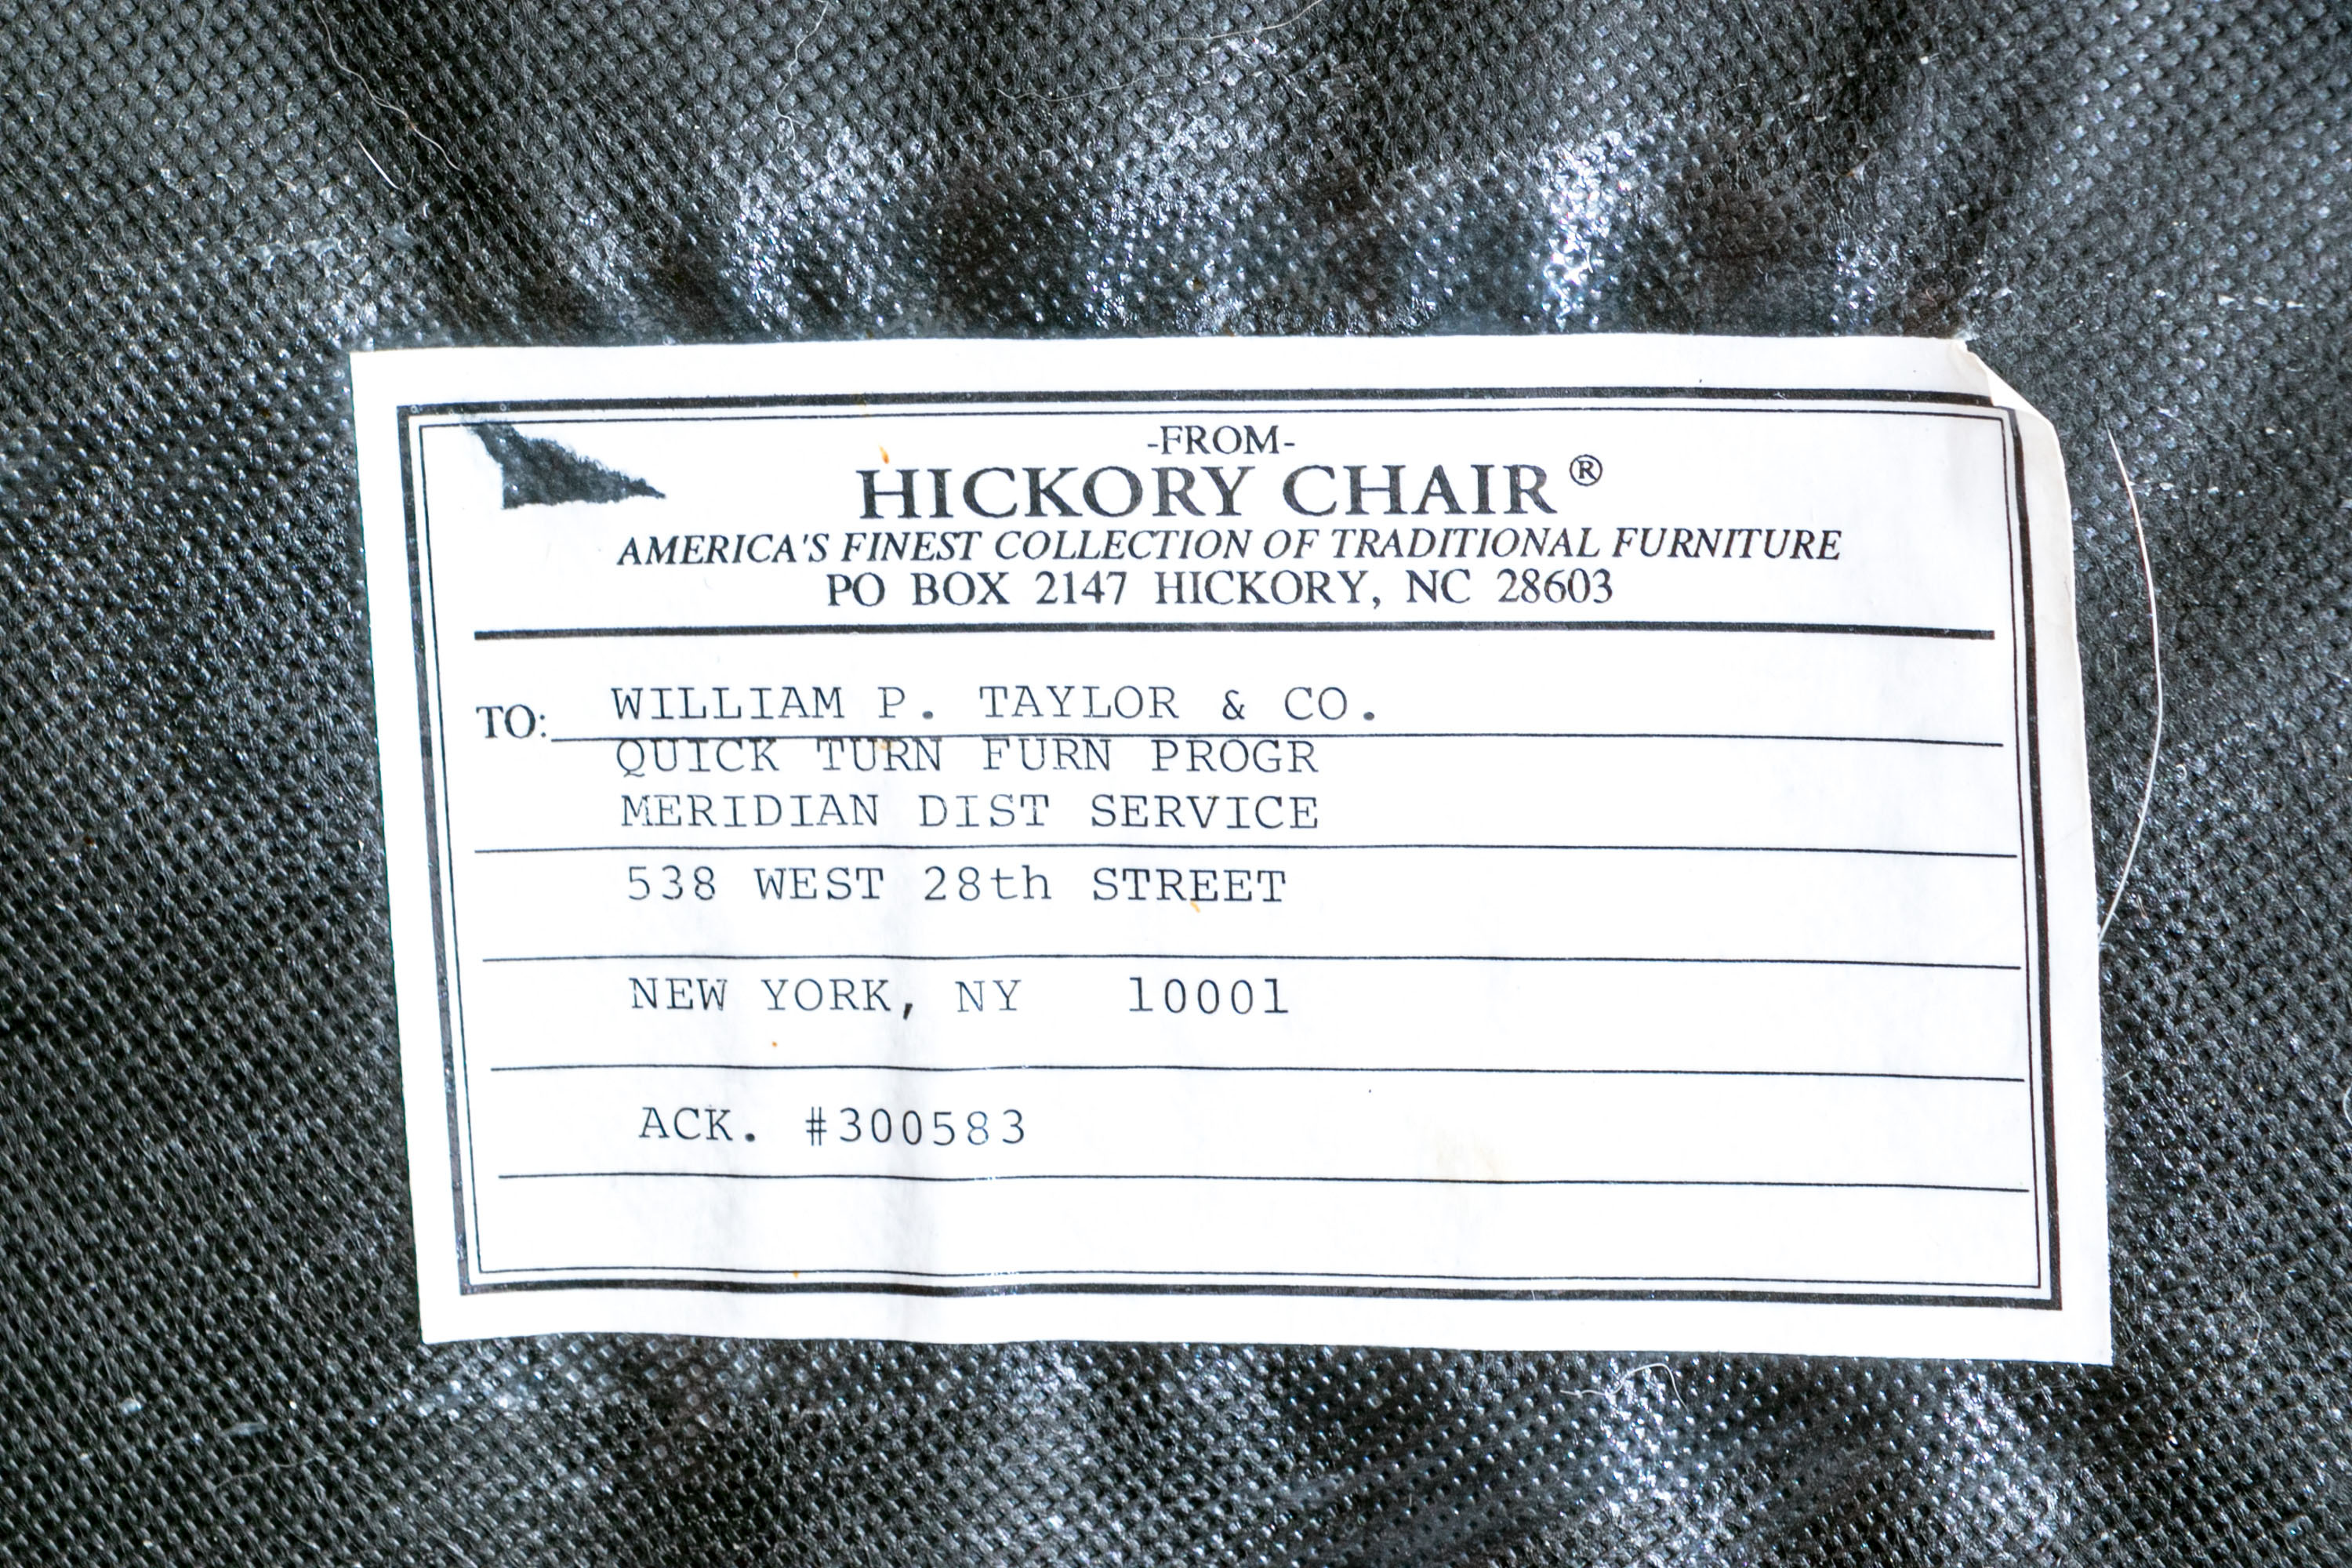 -FROM-
HICKORY CHAIR®
AMERICA'S FINEST COLLECTION OF TRADITIONAL FURNITURE
PO BOX 2147 HICKORY, NC 28603
TO: WILLIAM P. TAYLOR & CO.
QUICK TURN FURN PROGR
MERIDIAN DIST SERVICE
538 WEST 28th STREET
NEW YORK, NY 10001
ACK. #300583